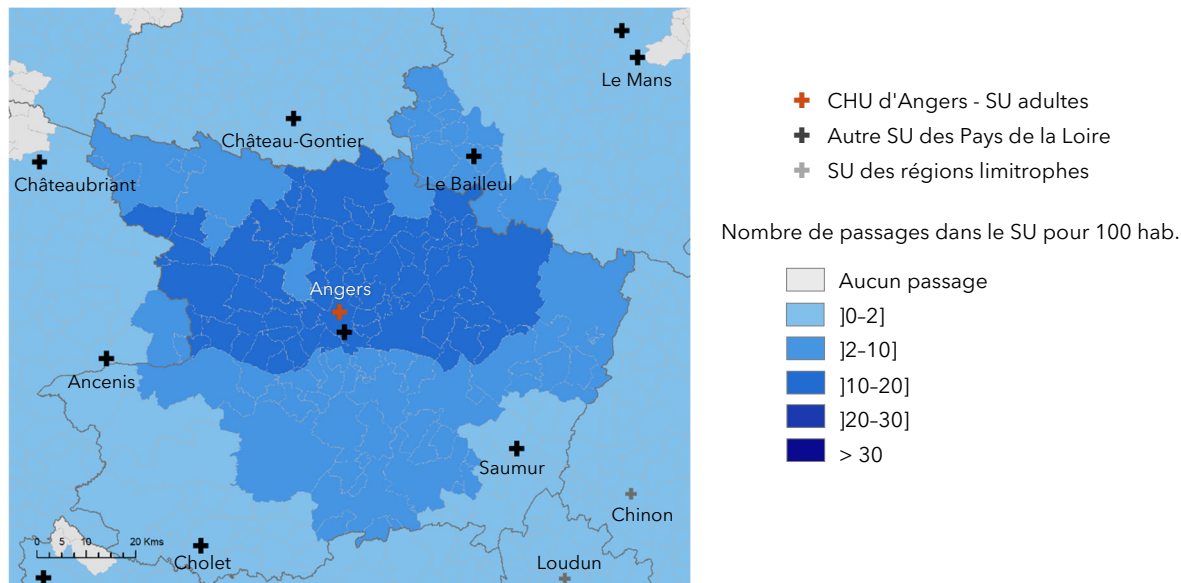 Le Mans
Château-Gontier
Châteaubriant
Le Bailleul
Angers
Ancenis
Saumur
Chinon
Cholet
Loudun
0 5 10 20 Kms
CHU d'Angers - SU adultes
Autre SU des Pays de la Loire
SU des régions limitrophes
Nombre de passages dans le SU pour 100 hab.
Aucun passage
]0–2]
]2–10]
]10–20]
]20–30]
> 30